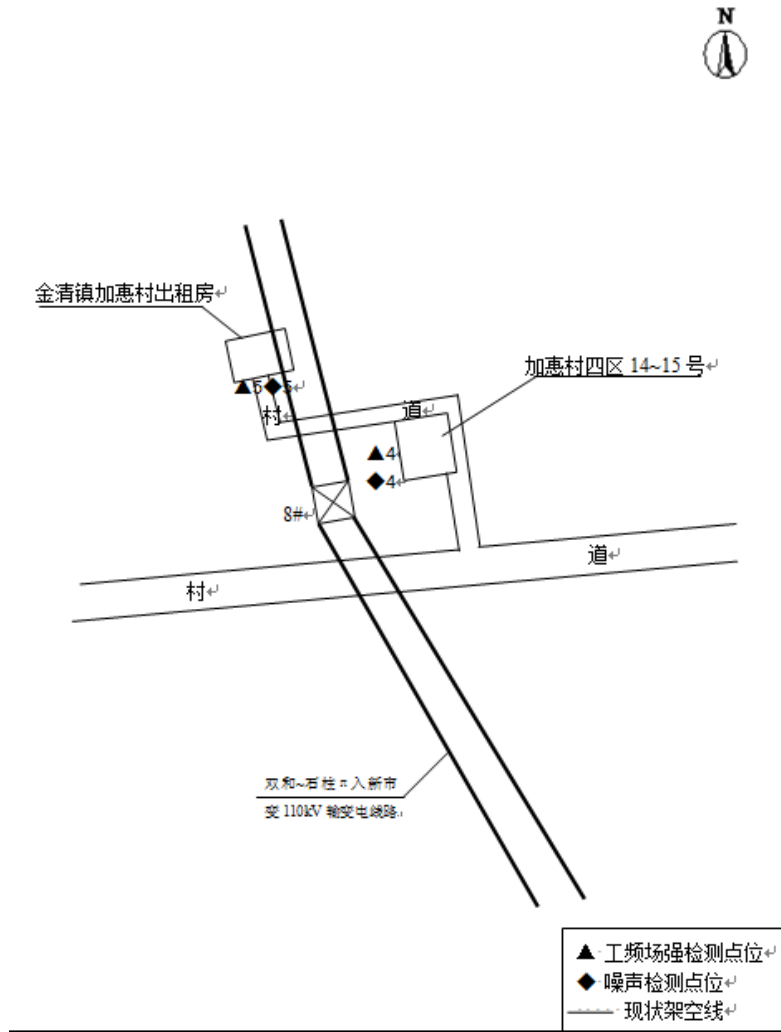 N
金清镇加惠村出租房
加惠村四区 14~15 号
▲5◆5
村 道
▲4
◆4
8#
道
村
双和~石柱 π 入新市
变 110kV 输变电线路
▲ 工频场强检测点位
◆ 噪声检测点位
现状架空线